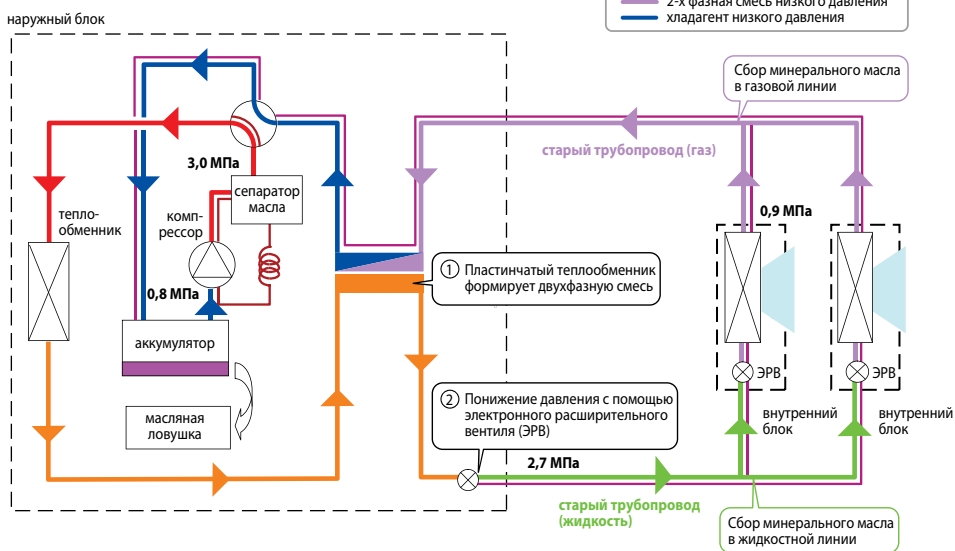 2-х фазная смесь низкого давления
хладагент низкого давления
наружный блок
Сбор минерального масла
в газовой линии
старый трубопровод (газ)
3,0 МПа
сепаратор
масла
0,9 МПа
тепло-
обменник
комп-
рессор
① Пластинчатый теплообменник
формирует двухфазную смесь
0,8 МПа
аккумулятор
ЭРВ
ЭРВ
② Понижение давления с помощью
электронного расширительного
вентиля (ЭРВ)
масляная
ловушка
внутренний
блок
внутренний
блок
2,7 МПа
старый трубопровод
(жидкость)
Сбор минерального масла
в жидкостной линии